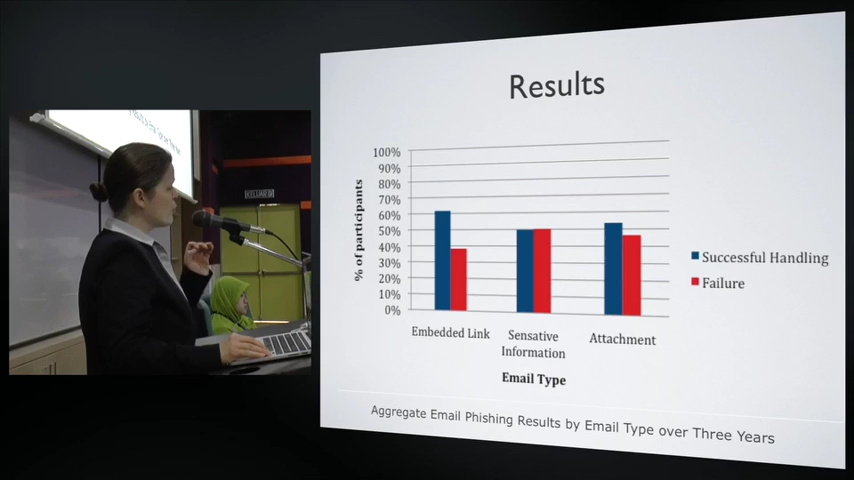 Results
100%
90%
80%
70%
60%
50%
40%
30%
20%
10%
0%
% of participants
Embedded Link
Sensative
Information
Attachment
Email Type
Successful Handling
Failure
Aggregate Email Phishing Results by Email Type over Three Years
KELUAR